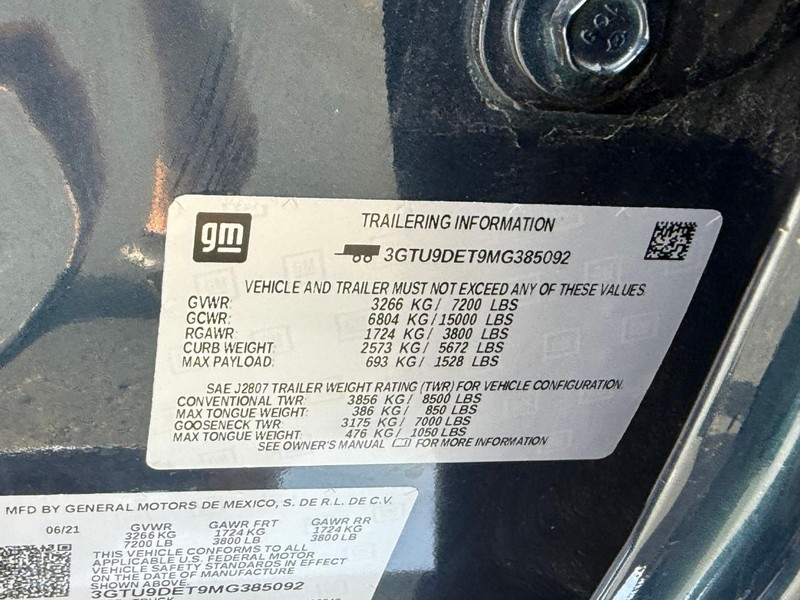 109
gm
TRAILERING INFORMATION
3GTU9DET9MG385092
VEHICLE AND TRAILER MUST NOT EXCEED ANY OF THESE VALUES.
GVWR: 3266 KG / 7200 LBS
GCWR: 6804 KG / 15000 LBS
RGAWR: 1724 KG / 3800 LBS
CURB WEIGHT: 2573 KG / 5672 LBS
MAX PAYLOAD: 693 KG / 1528 LBS
SAE J2807 TRAILER WEIGHT RATING (TWR) FOR VEHICLE CONFIGURATION.
CONVENTIONAL TWR: 3856 KG / 8500 LBS
MAX TONGUE WEIGHT: 386 KG / 850 LBS
GOOSENECK TWR: 3175 KG / 7000 LBS
MAX TONGUE WEIGHT: 476 KG / 1050 LBS
SEE OWNER'S MANUAL FOR MORE INFORMATION
MFD BY GENERAL MOTORS DE MEXICO, S. DE R.L. DE C.V.
06/21 GVWR GAWR FRT GAWR RR
3266 KG 1724 KG 1724 KG
7200 LB 3800 LB 3800 LB
THIS VEHICLE CONFORMS TO ALL
APPLICABLE U.S. FEDERAL MOTOR
VEHICLE SAFETY STANDARDS IN EFFECT
ON THE DATE OF MANUFACTURE
SHOWN ABOVE.
3GTU9DET9MG385092